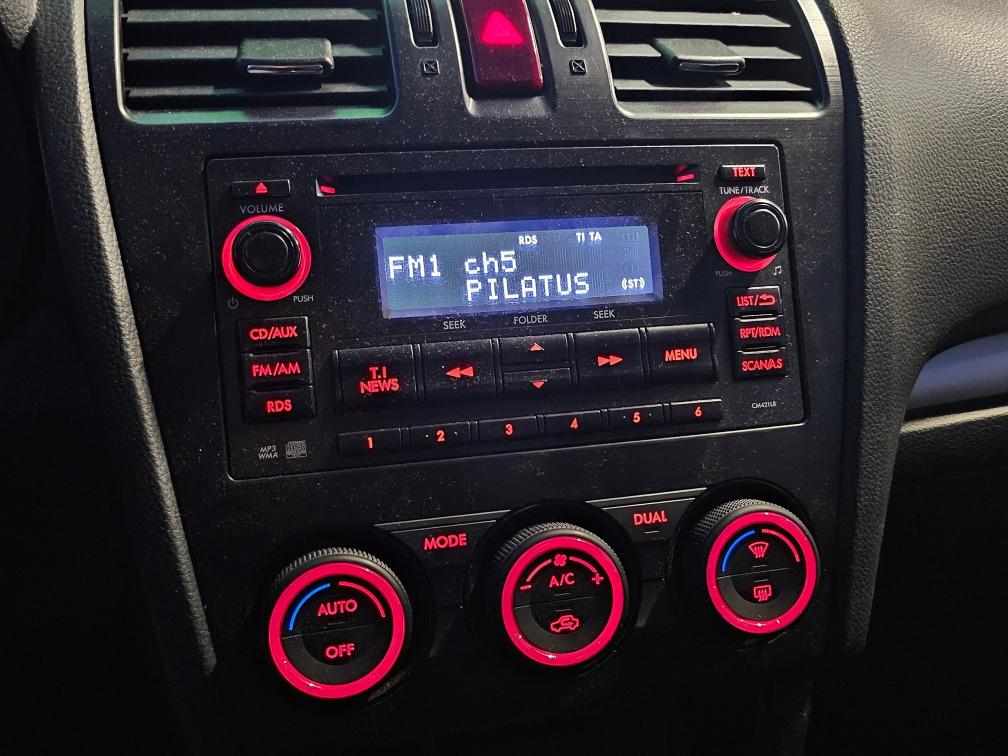 TEXT
TUNE/TRACK
VOLUME
PUSH
PUSH
RDS TI TA
FM1 ch5
PILATUS (ST)
CD/AUX
FM/AM
RDS
LIST/
RPT/RDM
SCAN/A.S
SEEK FOLDER SEEK
T.I NEWS
MENU
1 2 3 4 5 6
MP3
WMA
CM421LB
MODE
DUAL
AUTO
OFF
- +
A/C